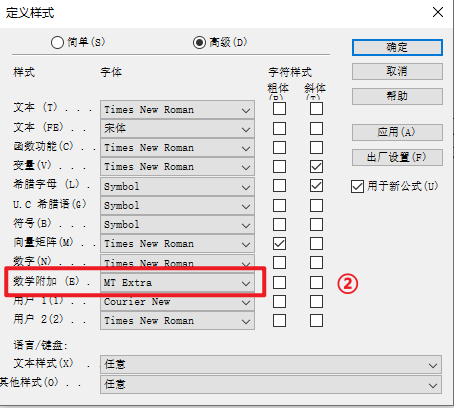 定义样式
简单(S) 高级(D)
样式 字体 字符样式
粗体(B) 斜体(I)
文本 (T) . . . Times New Roman
文本 (FE) . . 宋体
函数功能(C) . . Times New Roman
变量(V) . . . Times New Roman
希腊字母 (L) . Symbol
U.C 希腊语(G) Symbol
符号(B) . . . Symbol
向量矩阵(M) . . Times New Roman
数字(N) . . . Times New Roman
数学附加 (E) . MT Extra ②
用户 1(1) . . Courier New
用户 2(2) . . Times New Roman
语言/键盘:
文本样式(X) . 任意
其他样式(O) . . 任意
确定
取消
帮助
应用(A)
出厂设置(F)
用于新公式(U)